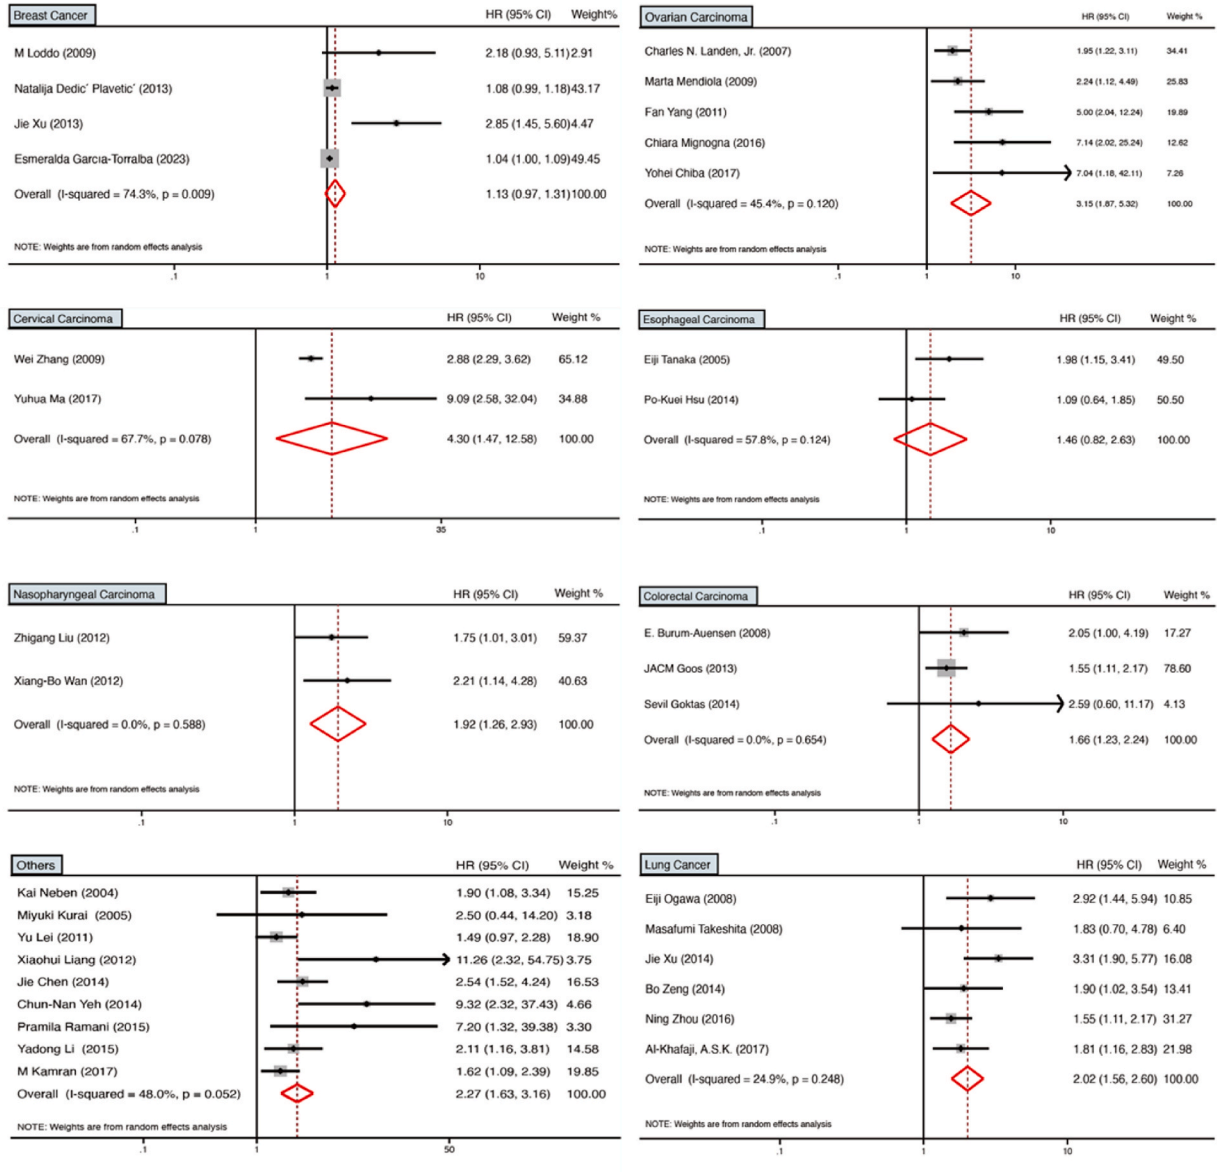 Breast Cancer
HR (95% CI) Weight%
M Loddo (2009) 2.18 (0.93, 5.11) 2.91
Natalija Dedic´ Plavetic´ (2013) 1.08 (0.99, 1.18) 43.17
Jie Xu (2013) 2.85 (1.45, 5.60) 4.47
Esmeralda Garcıa-Torralba (2023) 1.04 (1.00, 1.09) 49.45
Overall (I-squared = 74.3%, p = 0.009) 1.13 (0.97, 1.31) 100.00
NOTE: Weights are from random effects analysis
.1 1 10
Ovarian Carcinoma
HR (95% CI) Weight %
Charles N. Landen, Jr. (2007) 1.95 (1.22, 3.11) 34.41
Marta Mendiola (2009) 2.24 (1.12, 4.49) 25.83
Fan Yang (2011) 5.00 (2.04, 12.24) 19.89
Chiara Mignogna (2016) 7.14 (2.02, 25.24) 12.62
Yohei Chiba (2017) 7.04 (1.18, 42.11) 7.26
Overall (I-squared = 45.4%, p = 0.120) 3.15 (1.87, 5.32) 100.00
NOTE: Weights are from random effects analysis
.1 1 10
Cervical Carcinoma
HR (95% CI) Weight %
Wei Zhang (2009) 2.88 (2.29, 3.62) 65.12
Yuhua Ma (2017) 9.09 (2.58, 32.04) 34.88
Overall (I-squared = 67.7%, p = 0.078) 4.30 (1.47, 12.58) 100.00
NOTE: Weights are from random effects analysis
.1 1 35
Esophageal Carcinoma
HR (95% CI) Weight %
Eiji Tanaka (2005) 1.98 (1.15, 3.41) 49.50
Po-Kuei Hsu (2014) 1.09 (0.64, 1.85) 50.50
Overall (I-squared = 57.8%, p = 0.124) 1.46 (0.82, 2.63) 100.00
NOTE: Weights are from random effects analysis
.1 1 10
Nasopharyngeal Carcinoma
HR (95% CI) Weight %
Zhigang Liu (2012) 1.75 (1.01, 3.01) 59.37
Xiang-Bo Wan (2012) 2.21 (1.14, 4.28) 40.63
Overall (I-squared = 0.0%, p = 0.588) 1.92 (1.26, 2.93) 100.00
NOTE: Weights are from random effects analysis
.1 1 10
Colorectal Carcinoma
HR (95% CI) Weight %
E. Burum-Auensen (2008) 2.05 (1.00, 4.19) 17.27
JACM Goos (2013) 1.55 (1.11, 2.17) 78.60
Sevil Goktas (2014) 2.59 (0.60, 11.17) 4.13
Overall (I-squared = 0.0%, p = 0.654) 1.66 (1.23, 2.24) 100.00
NOTE: Weights are from random effects analysis
.1 1 10
Others
HR (95% CI) Weight %
Kai Neben (2004) 1.90 (1.08, 3.34) 15.25
Miyuki Kurai (2005) 2.50 (0.44, 14.20) 3.18
Yu Lei (2011) 1.49 (0.97, 2.28) 18.90
Xiaohui Liang (2012) 11.26 (2.32, 54.75) 3.75
Jie Chen (2014) 2.54 (1.52, 4.24) 16.53
Chun-Nan Yeh (2014) 9.32 (2.32, 37.43) 4.66
Pramila Ramani (2015) 7.20 (1.32, 39.38) 3.30
Yadong Li (2015) 2.11 (1.16, 3.81) 14.58
M Kamran (2017) 1.62 (1.09, 2.39) 19.85
Overall (I-squared = 48.0%, p = 0.052) 2.27 (1.63, 3.16) 100.00
NOTE: Weights are from random effects analysis
.1 1 50
Lung Cancer
HR (95% CI) Weight %
Eiji Ogawa (2008) 2.92 (1.44, 5.94) 10.85
Masafumi Takeshita (2008) 1.83 (0.70, 4.78) 6.40
Jie Xu (2014) 3.31 (1.90, 5.77) 16.08
Bo Zeng (2014) 1.90 (1.02, 3.54) 13.41
Ning Zhou (2016) 1.55 (1.11, 2.17) 31.27
Al-Khafaji, A.S.K. (2017) 1.81 (1.16, 2.83) 21.98
Overall (I-squared = 24.9%, p = 0.248) 2.02 (1.56, 2.60) 100.00
NOTE: Weights are from random effects analysis
.1 1 10